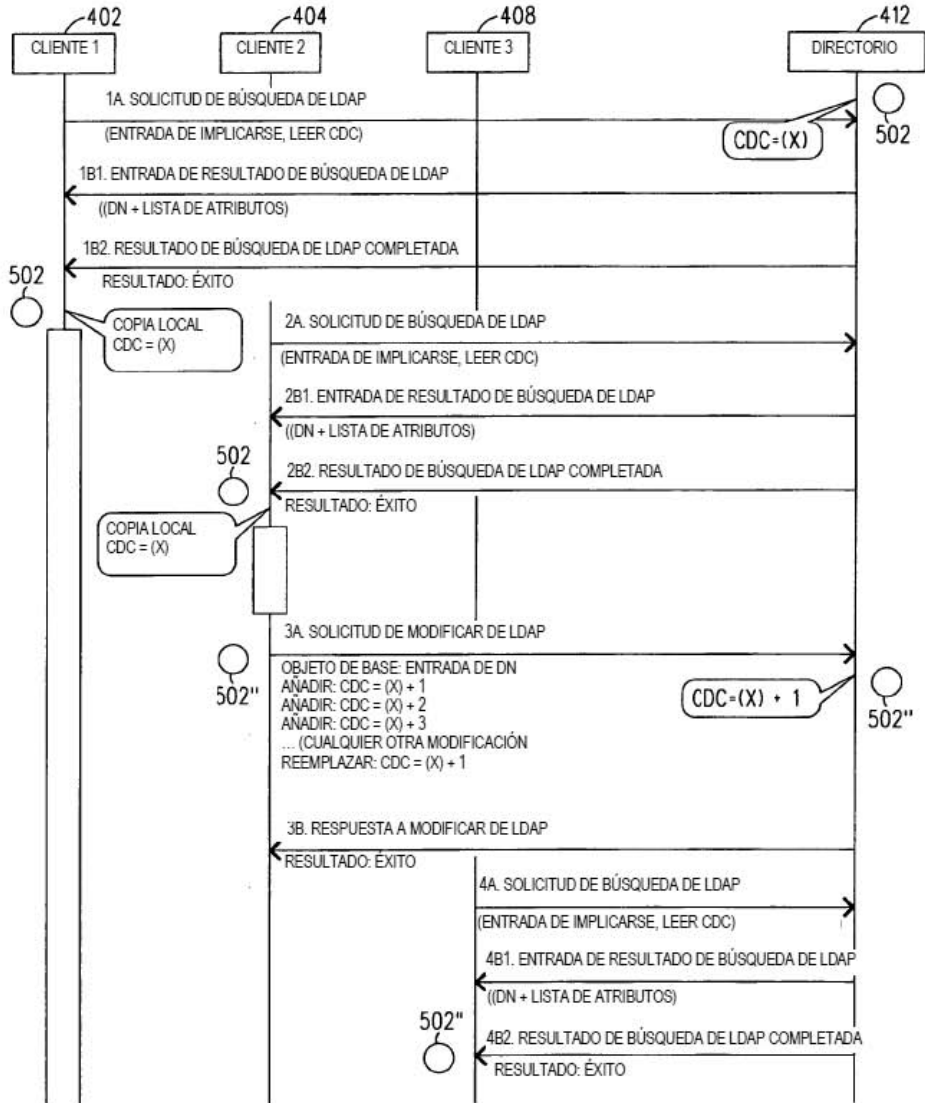 402
404
408
412
CLIENTE 1
CLIENTE 2
CLIENTE 3
DIRECTORIO
1A. SOLICITUD DE BÚSQUEDA DE LDAP
(ENTRADA DE IMPLICARSE, LEER CDC)
CDC=(X)
502
1B1. ENTRADA DE RESULTADO DE BÚSQUEDA DE LDAP
((DN + LISTA DE ATRIBUTOS)
1B2. RESULTADO DE BÚSQUEDA DE LDAP COMPLETADA
RESULTADO: ÉXITO
502
COPIA LOCAL
CDC = (X)
2A. SOLICITUD DE BÚSQUEDA DE LDAP
(ENTRADA DE IMPLICARSE, LEER CDC)
2B1. ENTRADA DE RESULTADO DE BÚSQUEDA DE LDAP
((DN + LISTA DE ATRIBUTOS)
502
2B2. RESULTADO DE BÚSQUEDA DE LDAP COMPLETADA
RESULTADO: ÉXITO
COPIA LOCAL
CDC = (X)
3A. SOLICITUD DE MODIFICAR DE LDAP
502"
OBJETO DE BASE: ENTRADA DE DN
AÑADIR: CDC = (X) + 1
AÑADIR: CDC = (X) + 2
AÑADIR: CDC = (X) + 3
... (CUALQUIER OTRA MODIFICACIÓN
REEMPLAZAR: CDC = (X) + 1
CDC=(X) + 1
502"
3B. RESPUESTA A MODIFICAR DE LDAP
RESULTADO: ÉXITO
4A. SOLICITUD DE BÚSQUEDA DE LDAP
(ENTRADA DE IMPLICARSE, LEER CDC)
4B1. ENTRADA DE RESULTADO DE BÚSQUEDA DE LDAP
((DN + LISTA DE ATRIBUTOS)
502"
4B2. RESULTADO DE BÚSQUEDA DE LDAP COMPLETADA
RESULTADO: ÉXITO